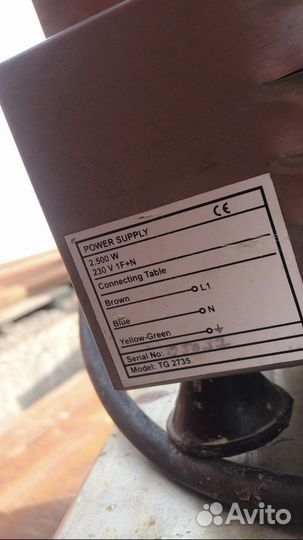 POWER SUPPLY
CE
2.500 W
230 V 1F+N
Connecting Table
Brown L1
Blue N
Yellow-Green
Serial No:
Model: TG 2735
Avito